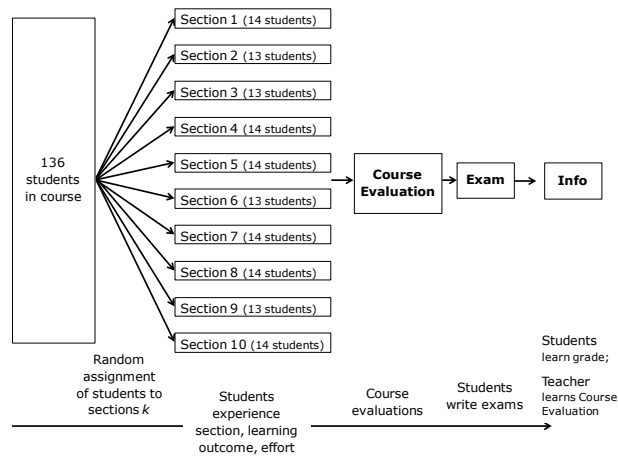 136
students
in course
Section 1 (14 students)
Section 2 (13 students)
Section 3 (13 students)
Section 4 (14 students)
Section 5 (14 students)
Section 6 (13 students)
Section 7 (14 students)
Section 8 (14 students)
Section 9 (13 students)
Section 10 (14 students)
Course
Evaluation
Exam
Info
Random
assignment
of students to
sections k
Students
experience
section, learning
outcome, effort
Course
evaluations
Students
write exams
Students
learn grade;
Teacher
learns Course
Evaluation